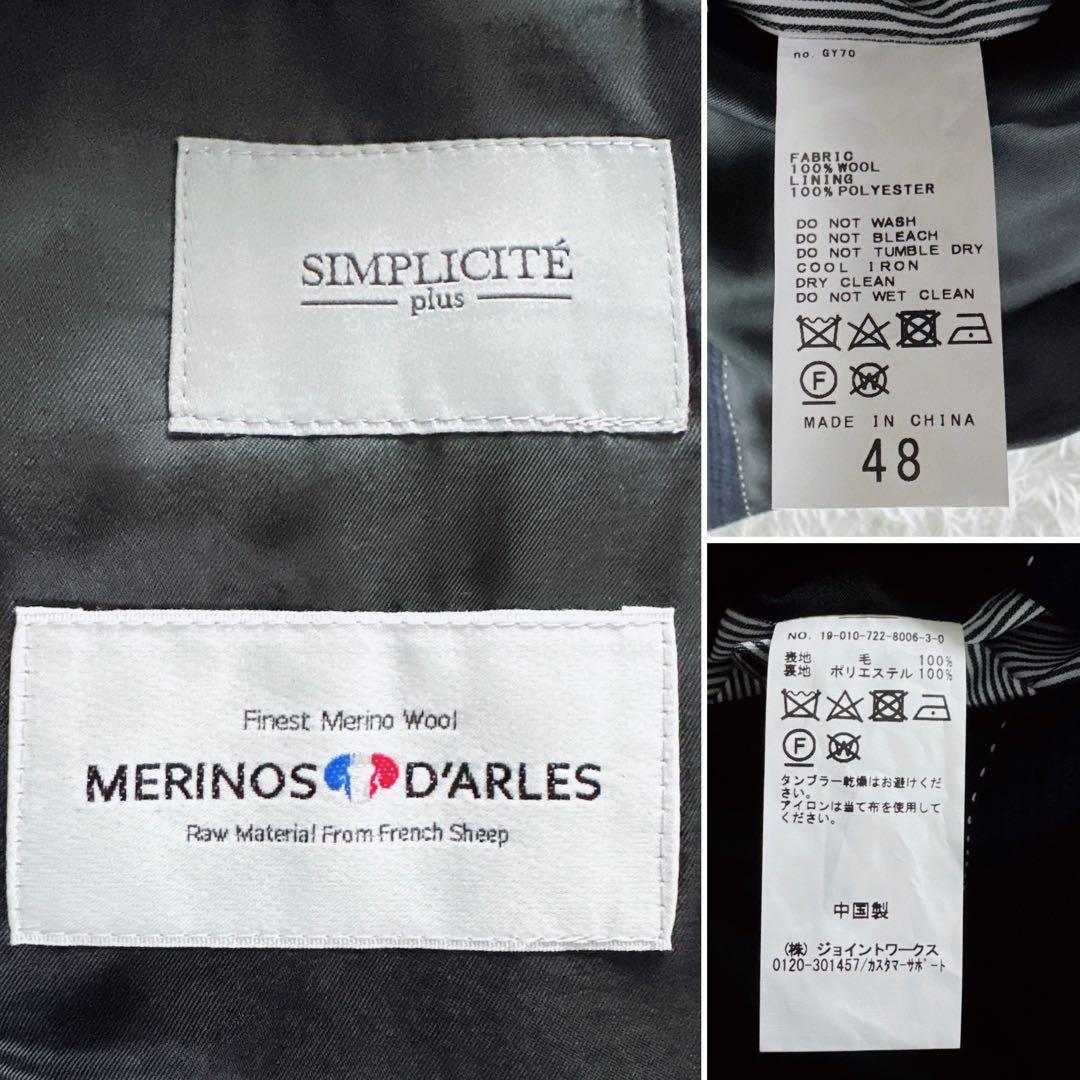 SIMPLICITÉ
plus
Finest Merino Wool
MERINOS D'ARLES
Raw Material From French Sheep
no. GY70
FABRIC
100% WOOL
LINING
100% POLYESTER
DO NOT WASH
DO NOT BLEACH
DO NOT TUMBLE DRY
COOL IRON
DRY CLEAN
DO NOT WET CLEAN
F W
MADE IN CHINA
48
NO. 19-010-722-8006-3-0
表地 毛 100%
裏地 ポリエステル 100%
F W
タンブラー乾燥はお避けくだ
さい。
アイロンは当て布を使用して
ください。
中国製
(株) ジョイントワークス
0120-301457/カスタマーサポート